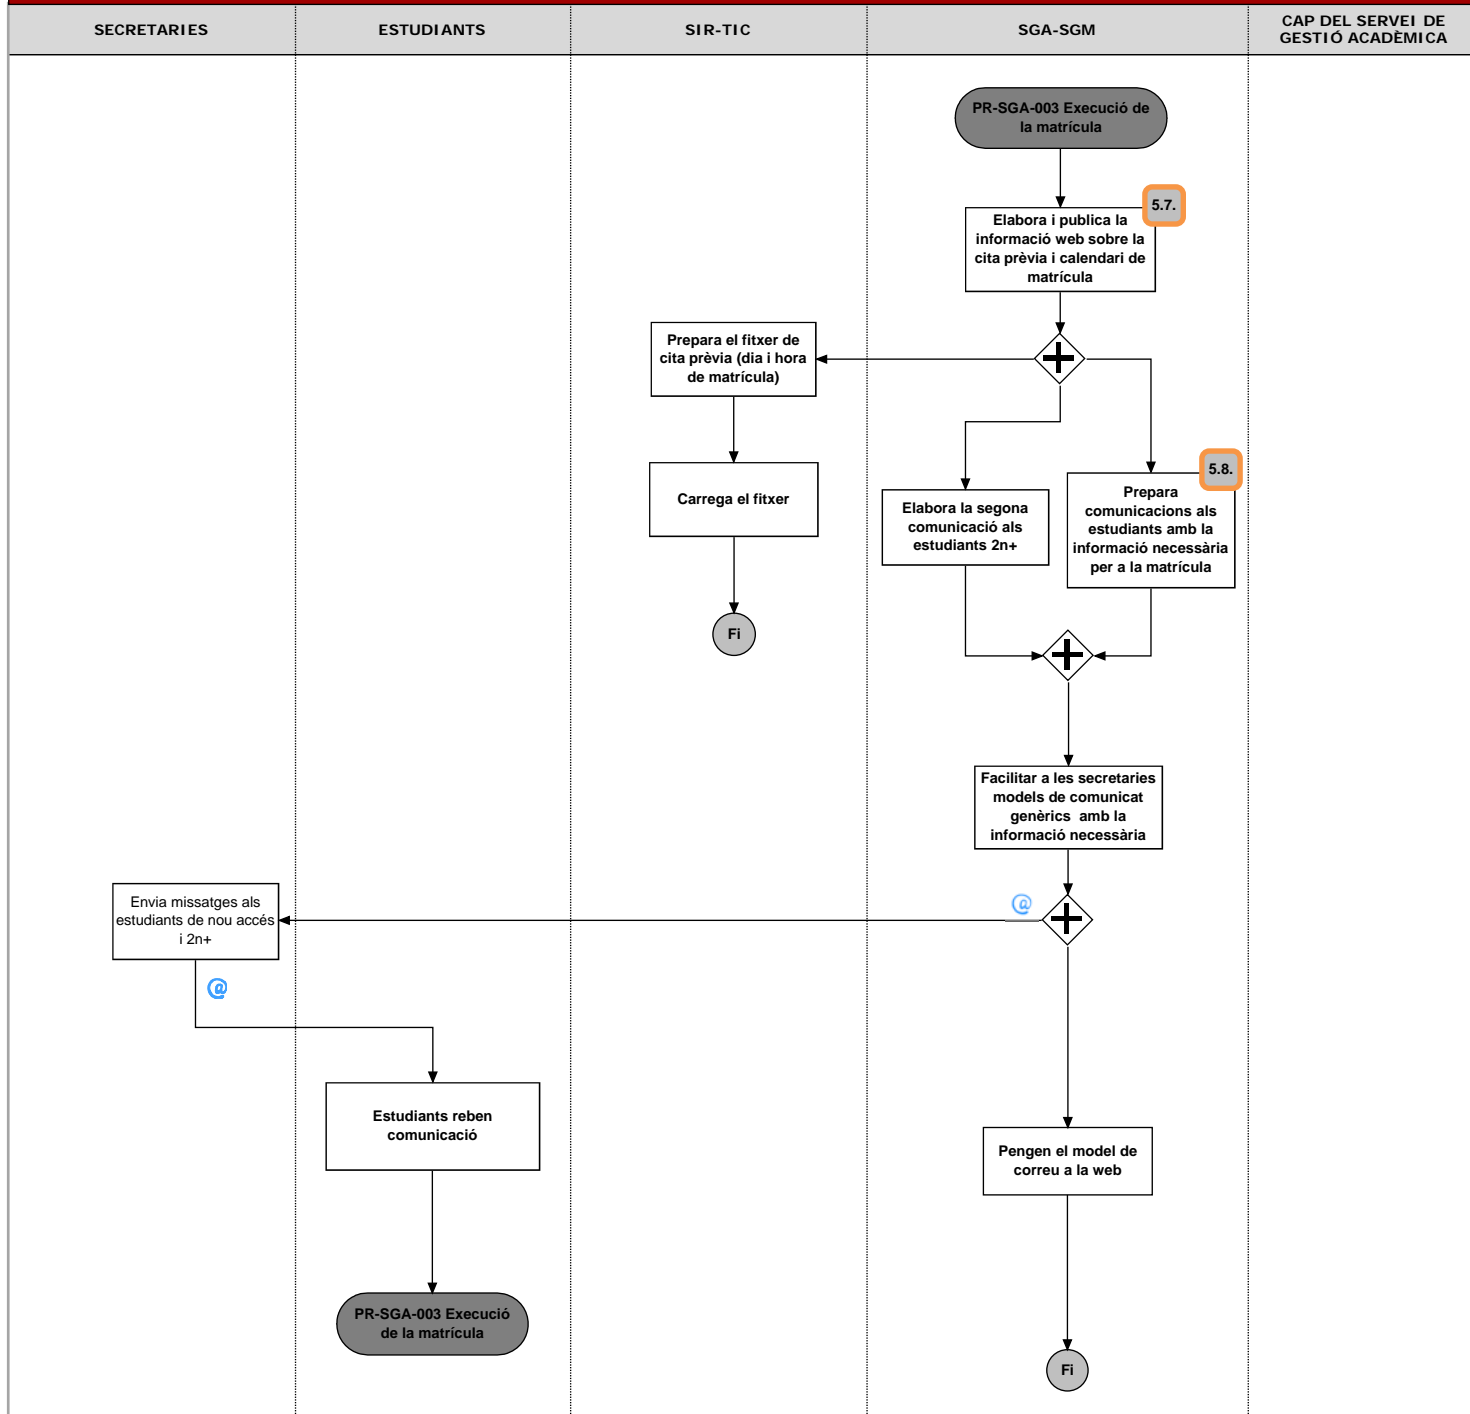 SECRETARIES
ESTUDIANTS
SIR-TIC
SGA-SGM
CAP DEL SERVEI DE
GESTIÓ ACADÈMICA
PR-SGA-003 Execució de
la matrícula
5.7.
Elabora i publica la
informació web sobre la
cita prèvia i calendari de
matrícula
Prepara el fitxer de
cita prèvia (dia i hora
de matrícula)
5.8.
Carrega el fitxer
Elabora la segona
comunicació als
estudiants 2n+
Prepara
comunicacions als
estudiants amb la
informació necessària
per a la matrícula
Fi
Facilitar a les secretaries
models de comunicat
genèrics  amb la
informació necessària
@
Envia missatges als
estudiants de nou accés
i 2n+
@
Estudiants reben
comunicació
Pengen el model de
correu a la web
PR-SGA-003 Execució
de la matrícula
Fi